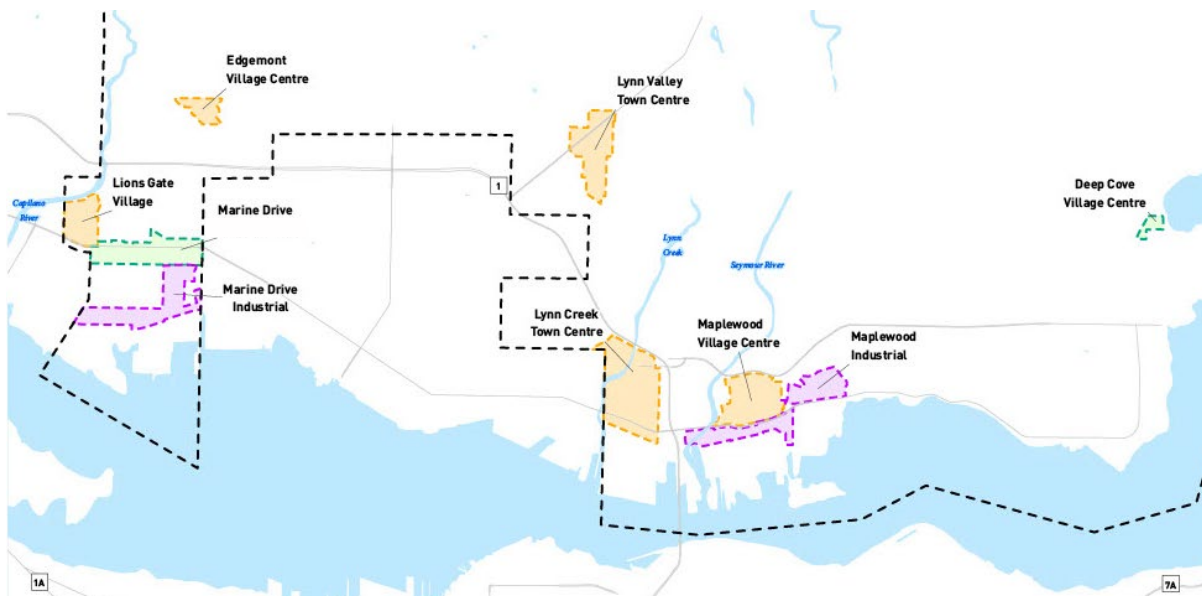 Edgemont
Village Centre
Lynn Valley
Town Centre
1
Lions Gate
Village
Deep Cove
Village Centre
Capilano
River
Marine Drive
Lynn
Creek
Seymour River
Marine Drive
Industrial
Lynn Creek
Town Centre
Maplewood
Village Centre
Maplewood
Industrial
1A
7A